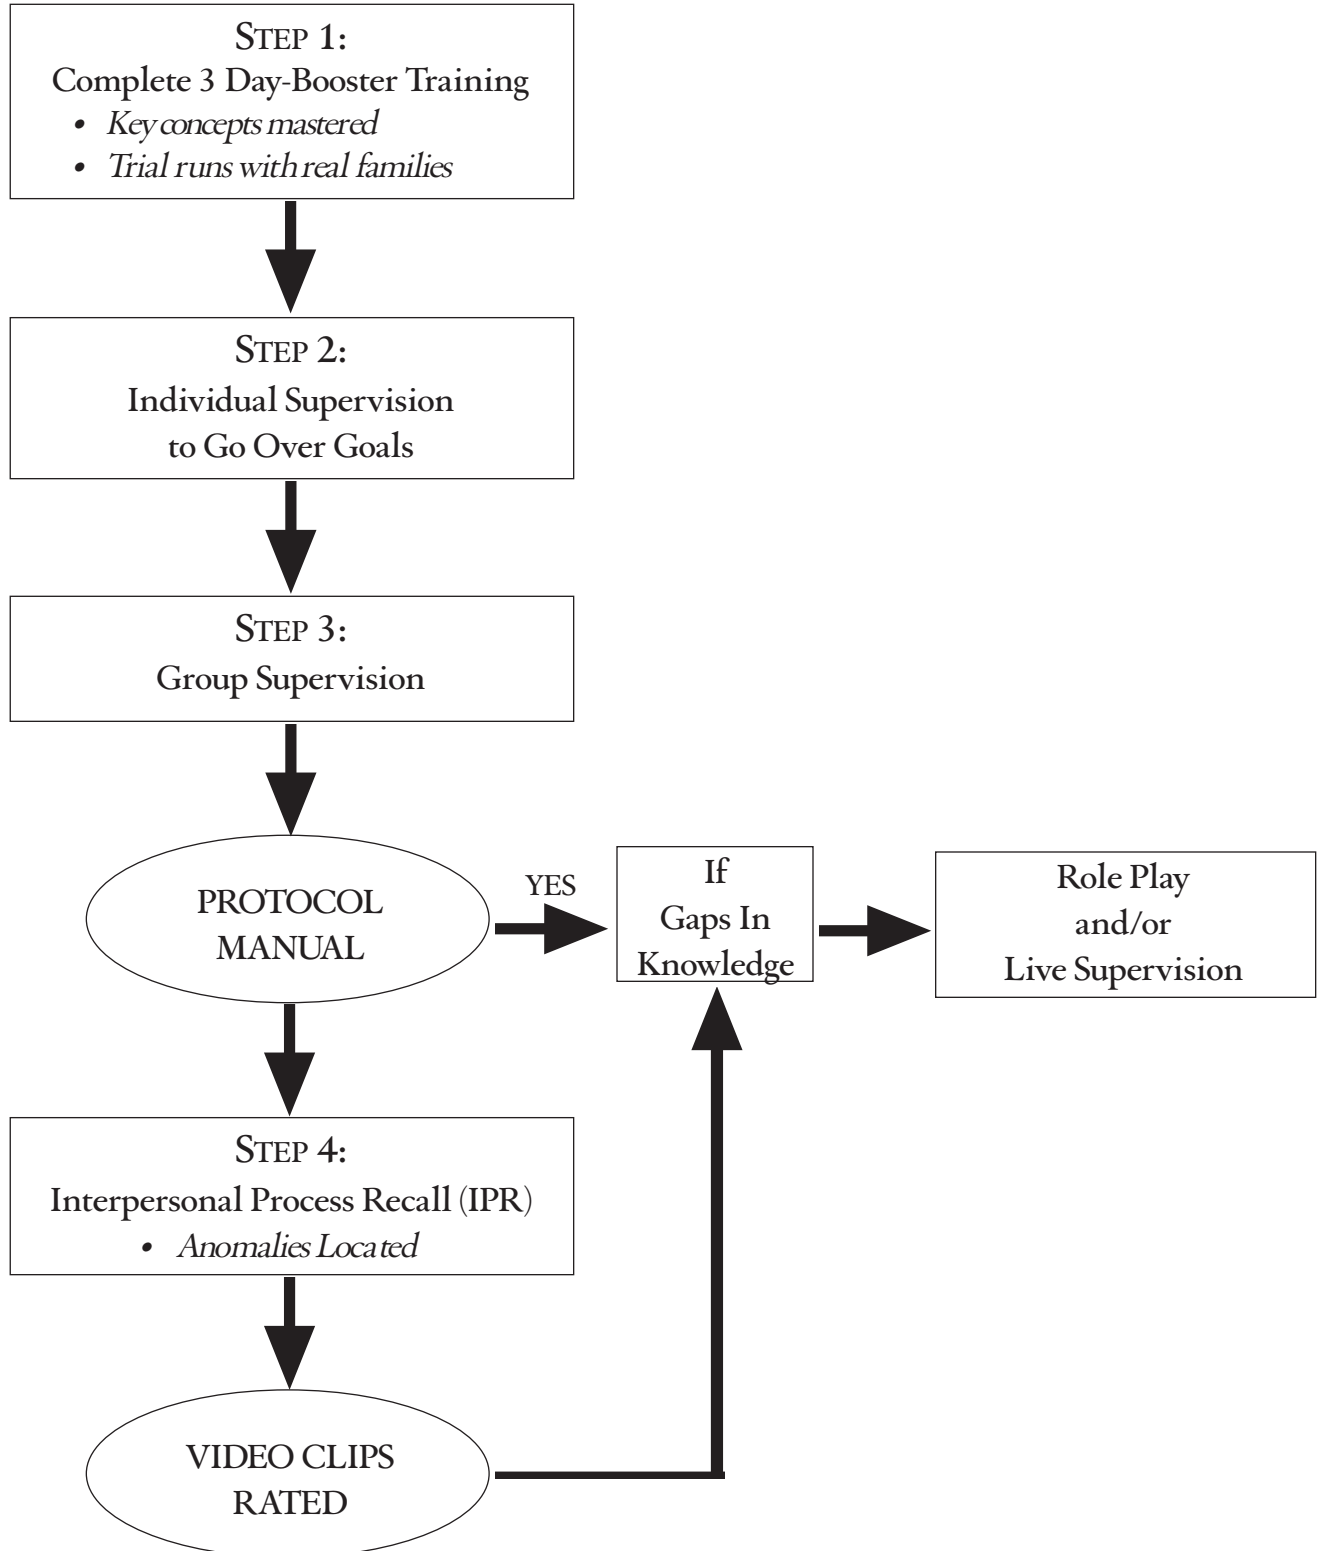 STEP 1:
Complete 3 Day-Booster Training
• Key concepts mastered
• Trial runs with real families
STEP 2:
Individual Supervision
to Go Over Goals
STEP 3:
Group Supervision
PROTOCOL
MANUAL
YES
If
Gaps In
Knowledge
Role Play
and/or
Live Supervision
STEP 4:
Interpersonal Process Recall (IPR)
• Anomalies Located
VIDEO CLIPS
RATED